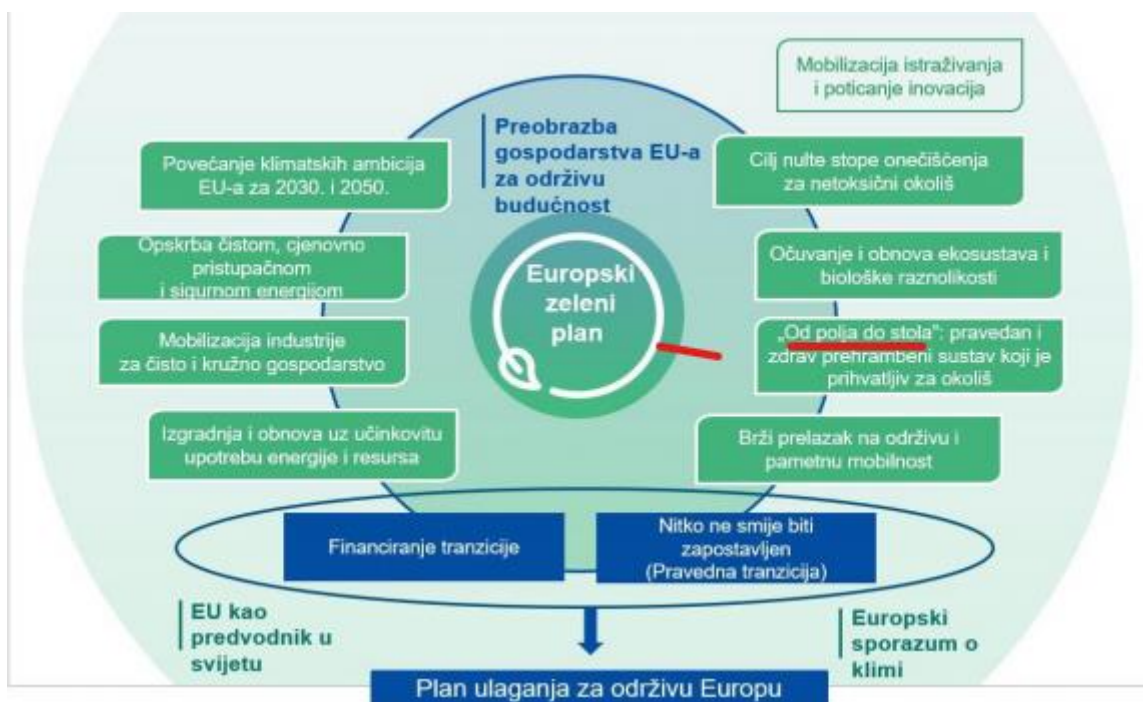 Mobilizacija istraživanja
i poticanje inovacija
Preobrazba
gospodarstva EU-a
za održivu
budućnost
Povećanje klimatskih ambicija
EU-a za 2030. i 2050.
Cilj nulte stope onečišćenja
za netoksični okoliš
Opskrba čistom, cjenovno
pristupačnom
i sigurnom energijom
Europski
zeleni
plan
Očuvanje i obnova ekosustava i
biološke raznolikosti
Mobilizacija industrije
za čisto i kružno gospodarstvo
„Od polja do stola”: pravedan i
zdrav prehrambeni sustav koji je
prihvatljiv za okoliš
Izgradnja i obnova uz učinkovitu
upotrebu energije i resursa
Brži prelazak na održivu i
pametnu mobilnost
Financiranje tranzicije
Nitko ne smije biti
zapostavljen
(Pravedna tranzicija)
EU kao
predvodnik u
svijetu
Europski
sporazum o
klimi
Plan ulaganja za održivu Europu